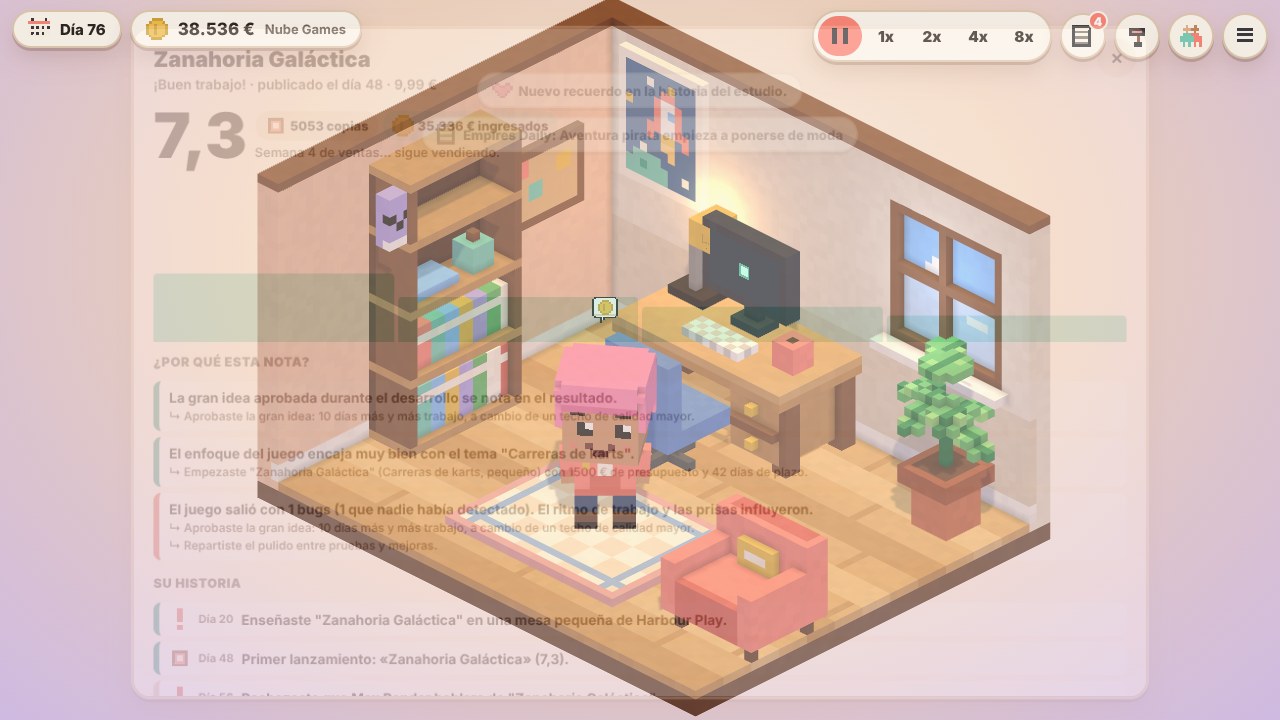 Día 76
38.536 € Nube Games
1x 2x 4x 8x
4
Zanahoria Galáctica
×
¡Buen trabajo! · publicado el día 48 · 9,99 €
Nuevo recuerdo en la historia del estudio.
7,3
5053 copias 35.336 € ingresados
Empires Daily: Aventura pirata empieza a ponerse de moda
Semana 4 de ventas... sigue vendiendo.
¿POR QUÉ ESTA NOTA?
La gran idea aprobada durante el desarrollo se nota en el resultado.
↳ Aprobaste la gran idea: 10 días más y más trabajo, a cambio de un techo de calidad mayor.
El enfoque del juego encaja muy bien con el tema "Carreras de karts".
↳ Empezaste "Zanahoria Galáctica" (Carreras de karts, pequeño) con 1500 € de presupuesto y 42 días de plazo.
El juego salió con 1 bugs (1 que nadie había detectado). El ritmo de trabajo y las prisas influyeron.
↳ Aprobaste la gran idea: 10 días más y más trabajo, a cambio de un techo de calidad mayor.
↳ Repartiste el pulido entre pruebas y mejoras.
SU HISTORIA
Día 20 Enseñaste "Zanahoria Galáctica" en una mesa pequeña de Harbour Play.
Día 48 Primer lanzamiento: «Zanahoria Galáctica» (7,3).